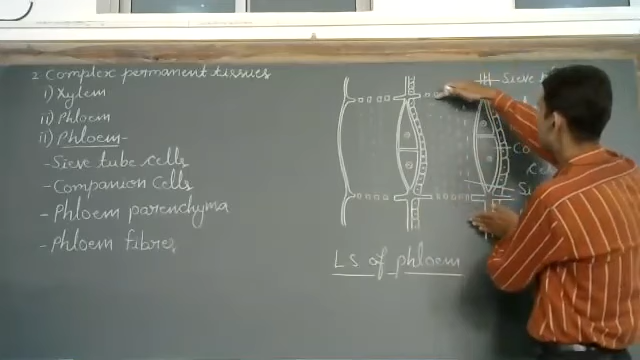 2. Complex permanent tissues
i) Xylem
ii) Phloem
ii) Phloem-
- Sieve tube cells
- Companion Cells
- Phloem parenchyma
- Phloem fibres
Sieve
L.S. of phloem